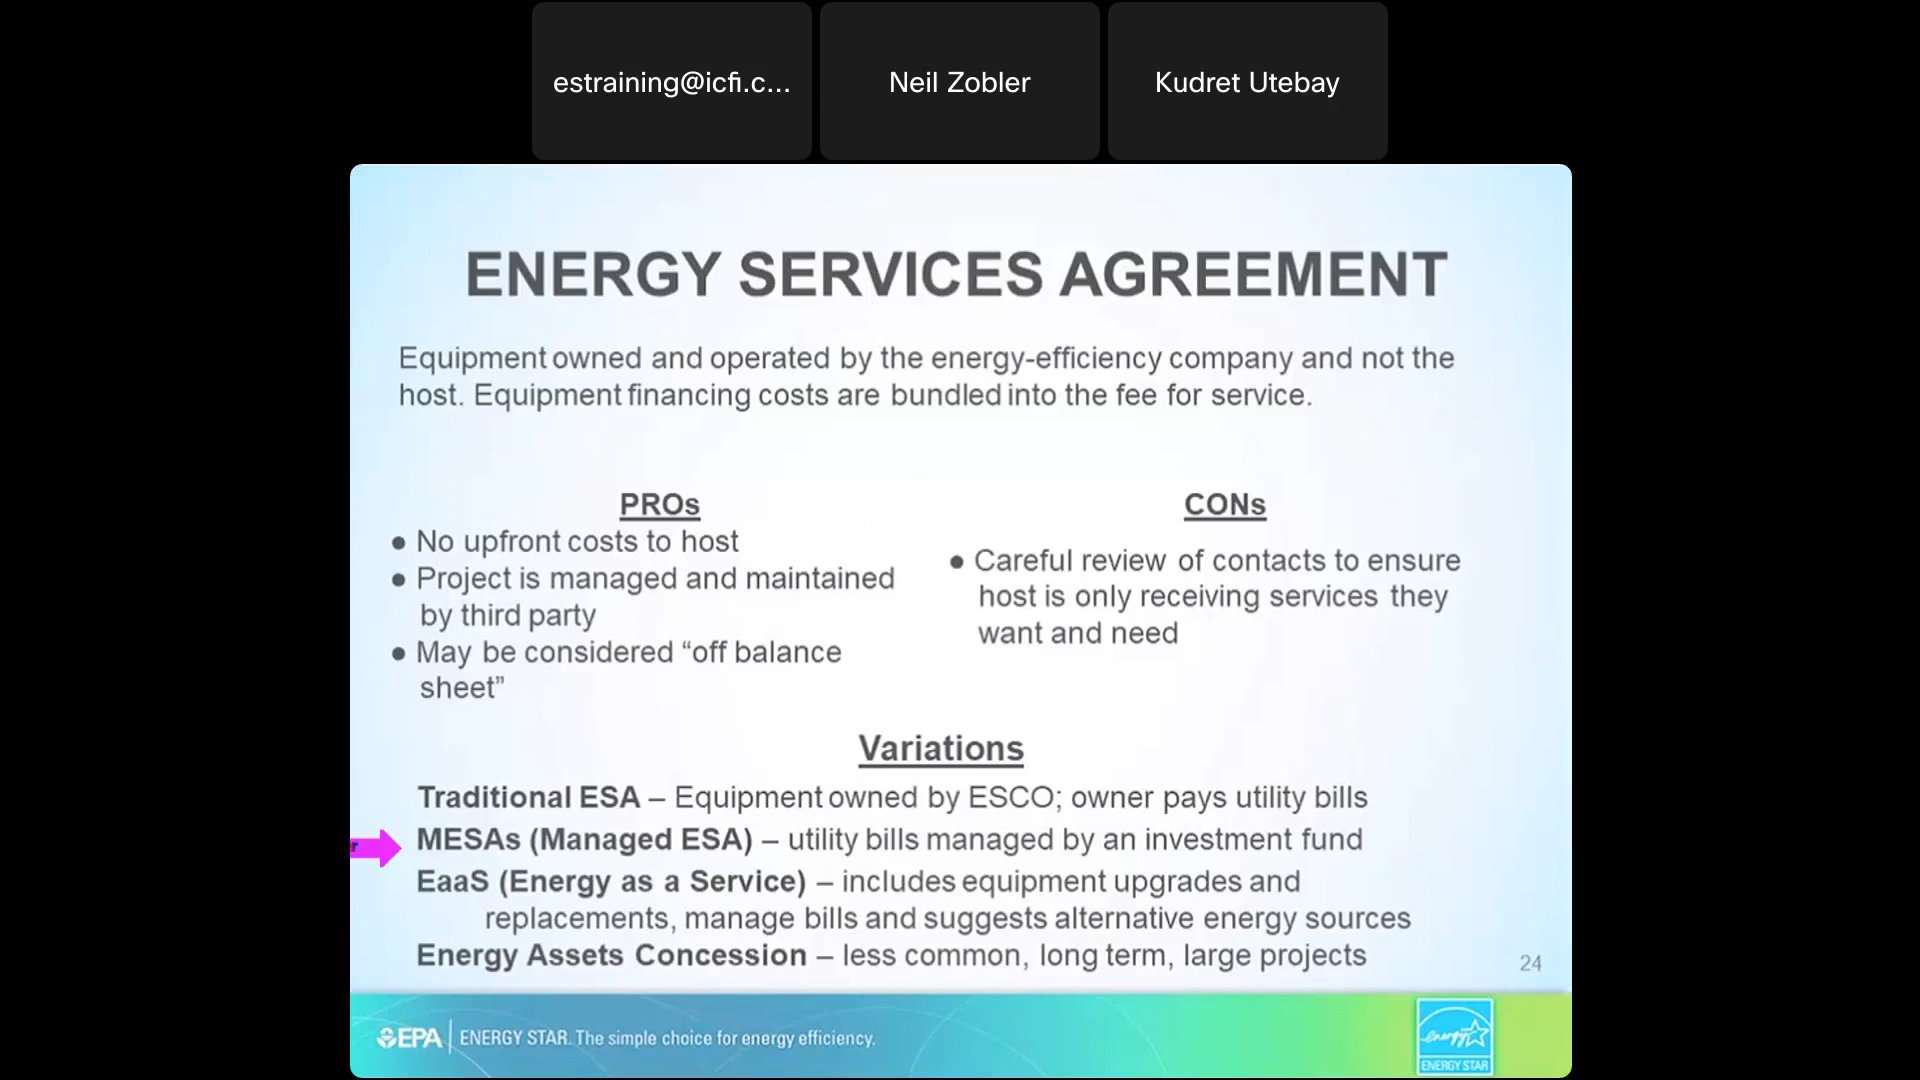 estraining@icfi.c...
Neil Zobler
Kudret Utebay
ENERGY SERVICES AGREEMENT
Equipment owned and operated by the energy-efficiency company and not the
host. Equipment financing costs are bundled into the fee for service.
PROs
● No upfront costs to host
● Project is managed and maintained
by third party
● May be considered “off balance
sheet”
CONs
● Careful review of contacts to ensure
host is only receiving services they
want and need
Variations
Traditional ESA – Equipment owned by ESCO; owner pays utility bills
MESAs (Managed ESA) – utility bills managed by an investment fund
EaaS (Energy as a Service) – includes equipment upgrades and
replacements, manage bills and suggests alternative energy sources
Energy Assets Concession – less common, long term, large projects
24
EPA
ENERGY STAR. The simple choice for energy efficiency.
energy
ENERGY STAR